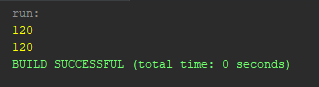 run:
120
120
BUILD SUCCESSFUL (total time: 0 seconds)